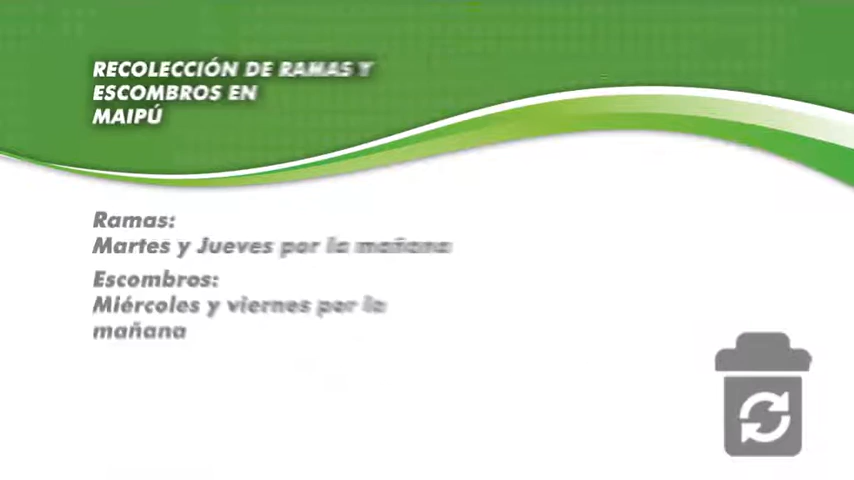 RECOLECCIÓN DE RAMAS Y
ESCOMBROS EN
MAIPÚ
Ramas:
Martes y Jueves por la mañana
Escombros:
Miércoles y viernes por la
mañana